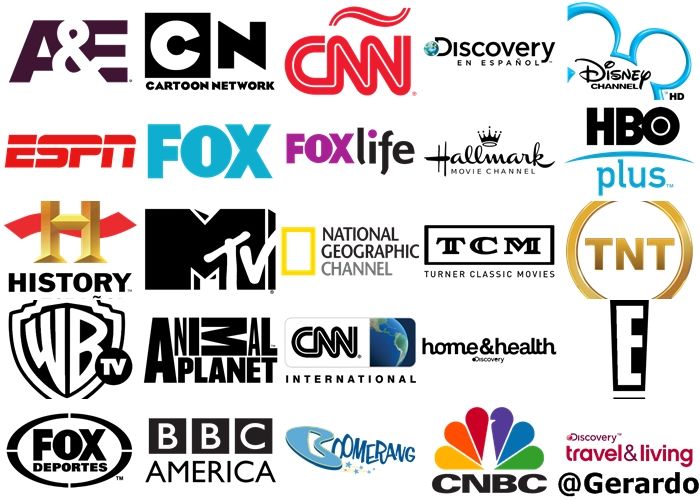 A&E
CN
CARTOON NETWORK
CNN
Discovery
EN ESPAÑOL
DISNEY
CHANNEL
HD
ESPN
FOX
FOXlife
Hallmark
MOVIE CHANNEL
HBO
plus
H
HISTORY
MTV
NATIONAL
GEOGRAPHIC
CHANNEL
TCM
TURNER CLASSIC MOVIES
TNT
WB
TV
ANIMAL
PLANET
CNN
INTERNATIONAL
home&health
Discovery
E
FOX
DEPORTES
BBC
AMERICA
BOOMERANG
CNBC
Discovery
travel&living
@Gerardo